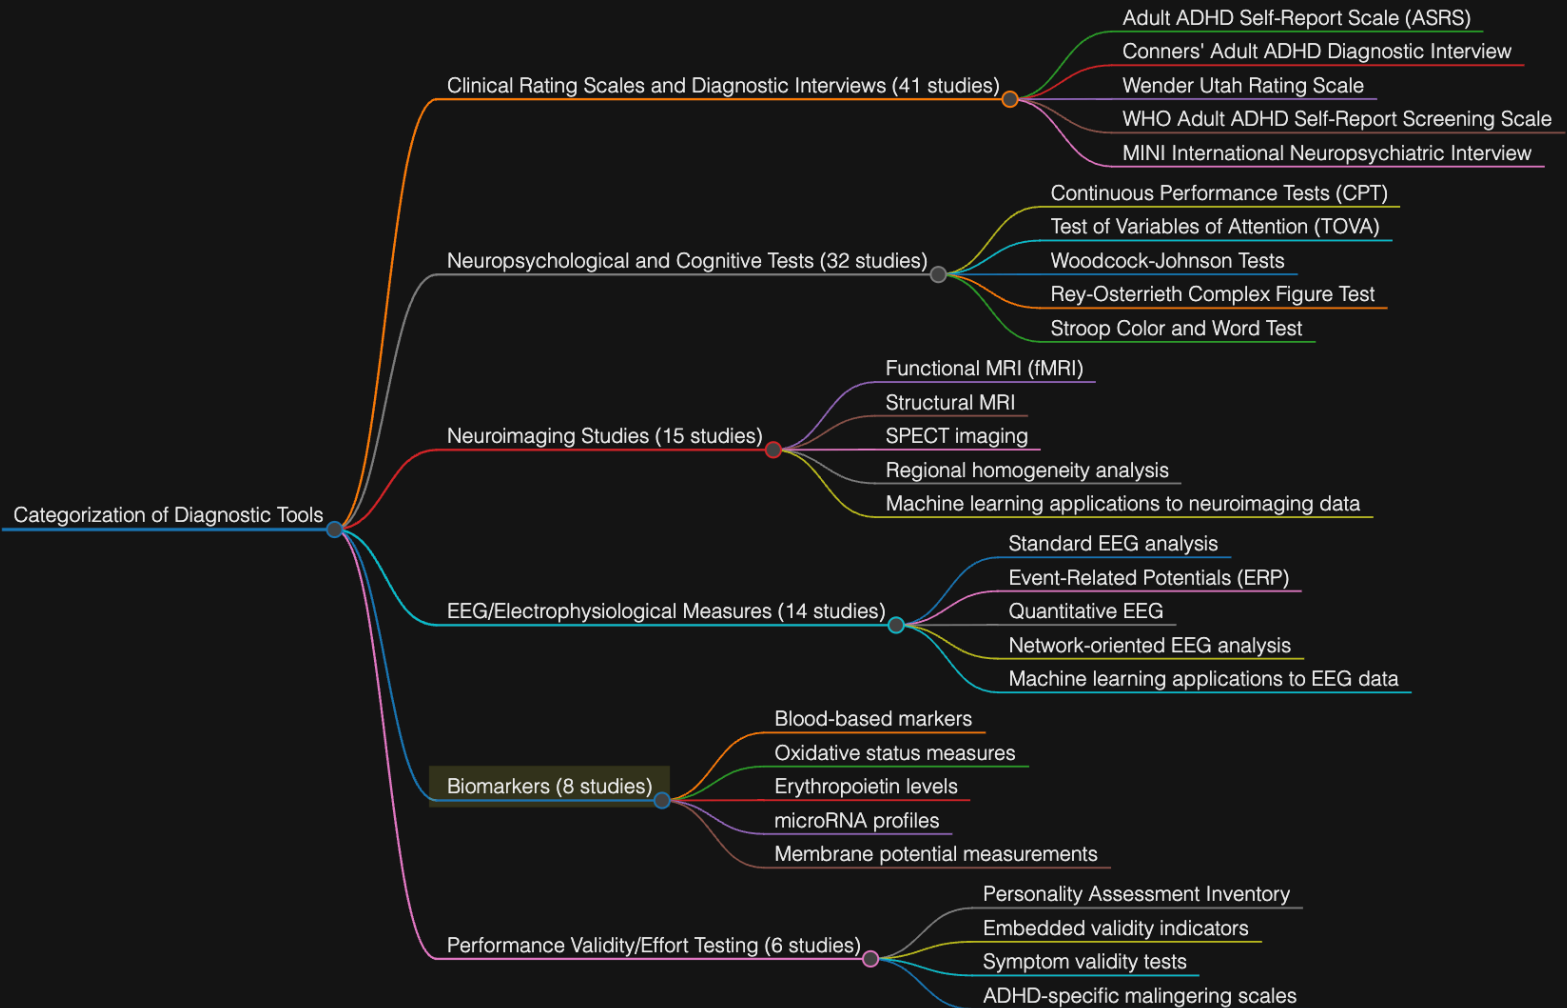 Categorization of Diagnostic Tools
Clinical Rating Scales and Diagnostic Interviews (41 studies)
Adult ADHD Self-Report Scale (ASRS)
Conners' Adult ADHD Diagnostic Interview
Wender Utah Rating Scale
WHO Adult ADHD Self-Report Screening Scale
MINI International Neuropsychiatric Interview
Neuropsychological and Cognitive Tests (32 studies)
Continuous Performance Tests (CPT)
Test of Variables of Attention (TOVA)
Woodcock-Johnson Tests
Rey-Osterrieth Complex Figure Test
Stroop Color and Word Test
Neuroimaging Studies (15 studies)
Functional MRI (fMRI)
Structural MRI
SPECT imaging
Regional homogeneity analysis
Machine learning applications to neuroimaging data
EEG/Electrophysiological Measures (14 studies)
Standard EEG analysis
Event-Related Potentials (ERP)
Quantitative EEG
Network-oriented EEG analysis
Machine learning applications to EEG data
Biomarkers (8 studies)
Blood-based markers
Oxidative status measures
Erythropoietin levels
microRNA profiles
Membrane potential measurements
Performance Validity/Effort Testing (6 studies)
Personality Assessment Inventory
Embedded validity indicators
Symptom validity tests
ADHD-specific malingering scales